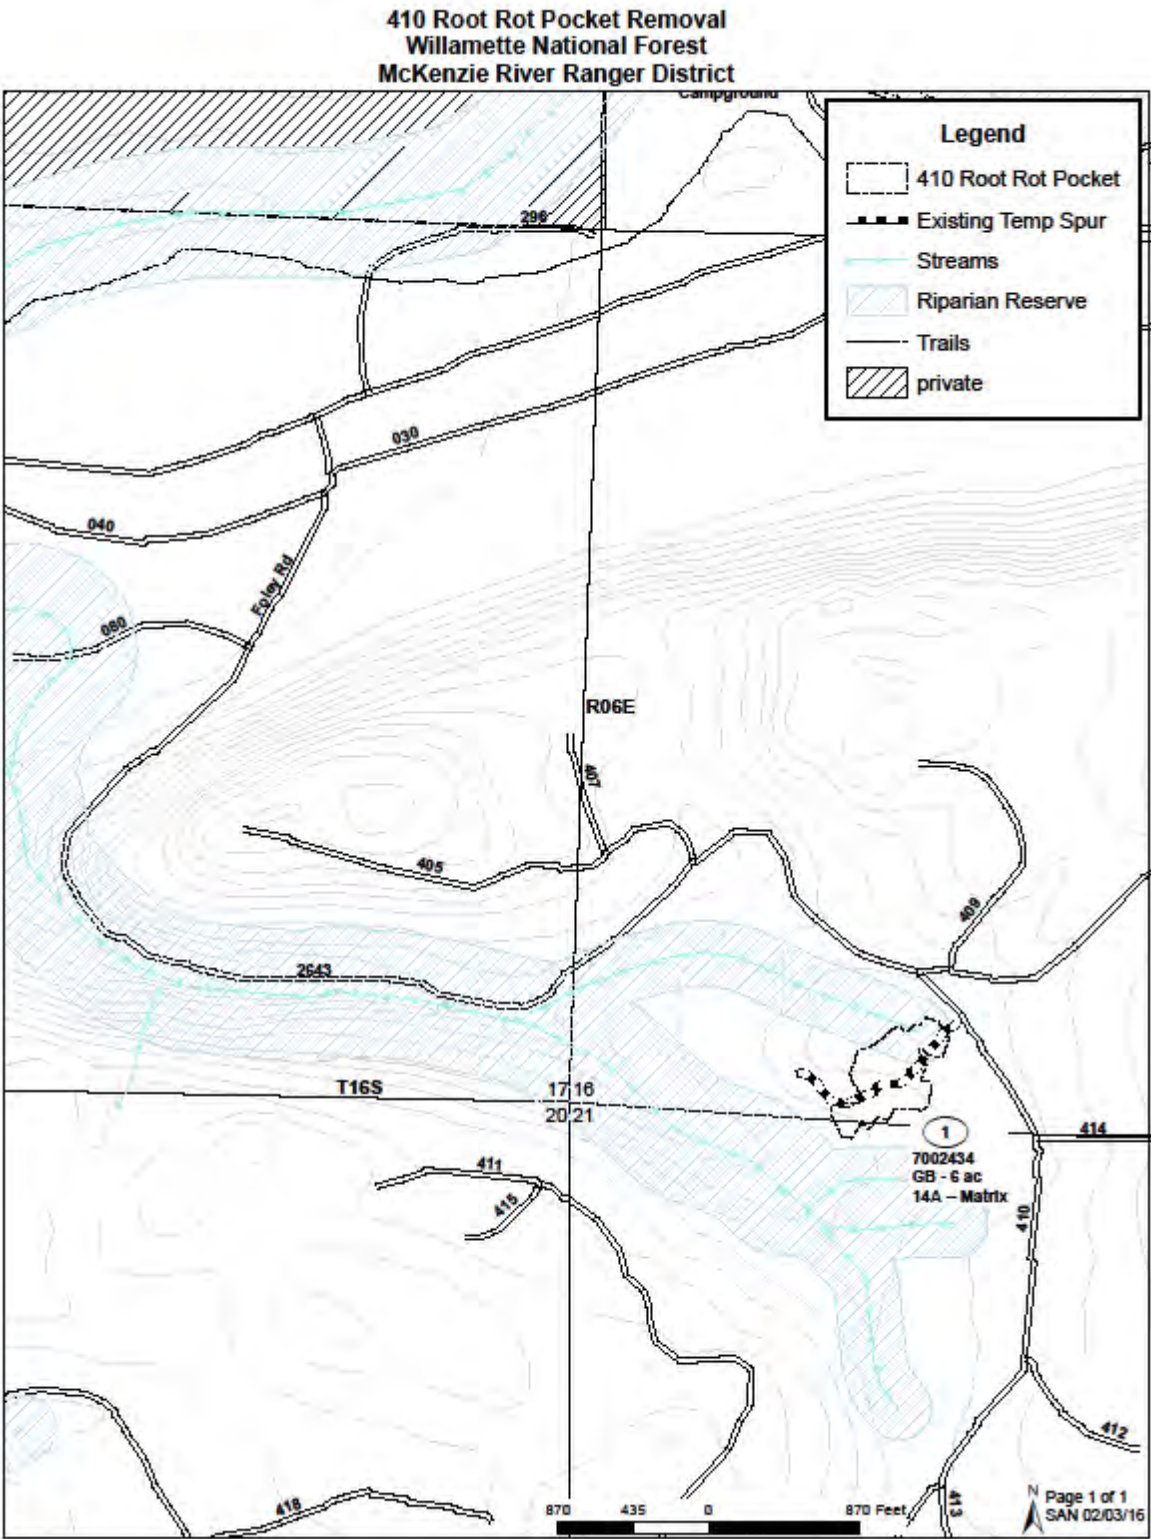 410 Root Rot Pocket Removal
Willamette National Forest
McKenzie River Ranger District
Campground
Legend
410 Root Rot Pocket
Existing Temp Spur
Streams
Riparian Reserve
Trails
private
296
030
040
Foley Rd
080
R06E
407
405
409
2643
T16S
17 16
20 21
1
7002434
GB - 6 ac
14A – Matrix
414
411
415
410
412
418
413
870 435 0 870 Feet
N
Page 1 of 1
SAN 02/03/16